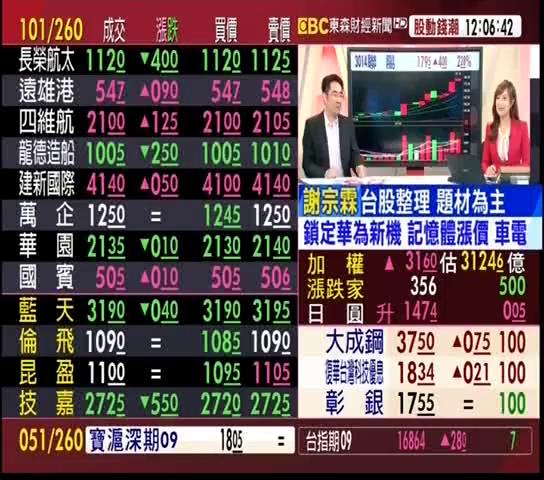 101/260 成交 漲跌 買價 賣價
長榮航太 1120 ▼400 1120 1125
遠雄港 547 ▲090 547 548
四維航 2100 ▲125 2100 2105
龍德造船 1005 ▼250 1005 1010
建新國際 4140 ▲050 4140 4150
萬企 1250 = 1245 1250
華園 2135 ▼010 2130 2140
國賓 505 ▲010 505 506
藍天 3190 ▼040 3190 3195
倫飛 1090 = 1085 1090
昆盈 1100 = 1095 1105
技嘉 2725 ▼550 2720 2725
051/260 寶滬深期09 1805 =
EBC 東森財經新聞 HD 股動錢潮 12:06:42
謝宗霖 台股整理 題材為主
鎖定華為新機 記憶體漲價 車電
加權 ▲ 3160 估 31246 億
漲跌家 356 500
日圓 升 1474 005
大成鋼 3750 ▲075 100
復華台灣科技優息 1834 ▲021 100
彰銀 1755 = 100
台指期09 16864 ▲280 7